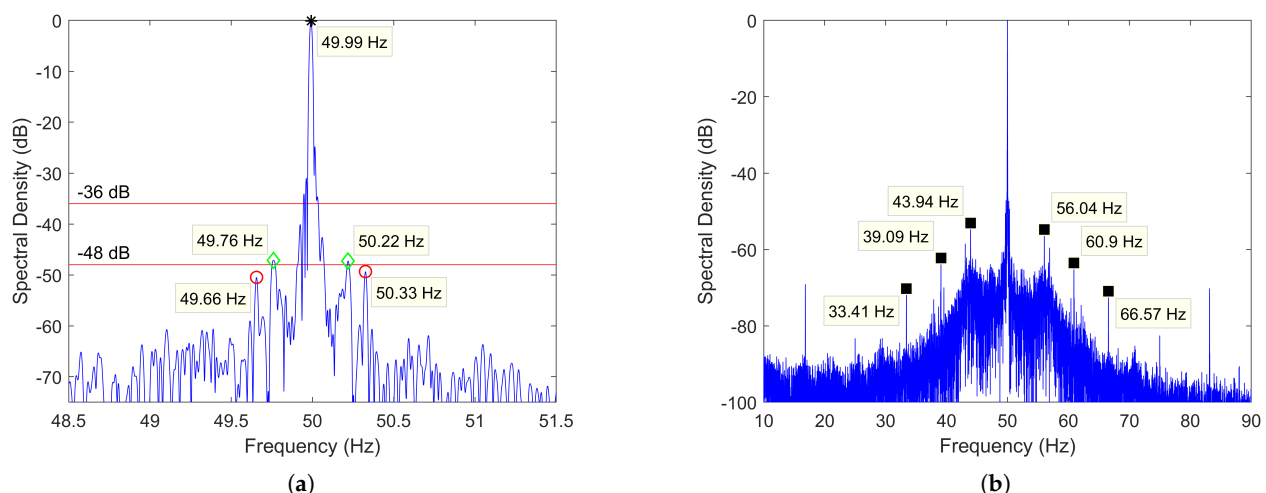 0
-10
-20
-30
-40
-50
-60
-70
Spectral Density (dB)
48.5
49
49.5
50
50.5
51
51.5
Frequency (Hz)
49.99 Hz
-36 dB
-48 dB
49.76 Hz
50.22 Hz
49.66 Hz
50.33 Hz
(a)
0
-20
-40
-60
-80
-100
Spectral Density (dB)
10
20
30
40
50
60
70
80
90
Frequency (Hz)
43.94 Hz
56.04 Hz
39.09 Hz
60.9 Hz
33.41 Hz
66.57 Hz
(b)